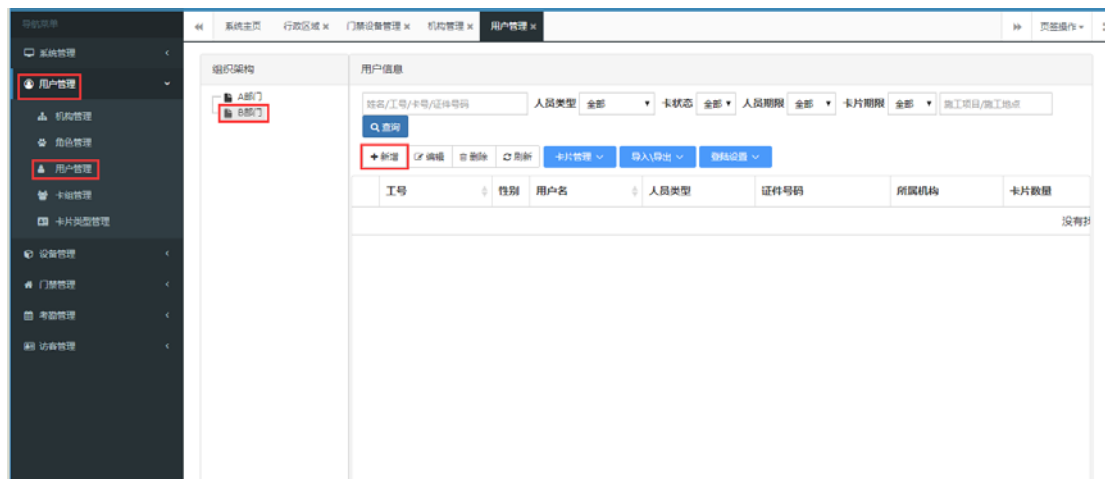 导航菜单
系统管理
用户管理
机构管理
角色管理
用户管理
卡组管理
卡片类型管理
设备管理
门禁管理
考勤管理
访客管理
系统主页 行政区域 × 门禁设备管理 × 机构管理 × 用户管理 × 页签操作
组织架构
A部门
B部门
用户信息
姓名/工号/卡号/证件号码 人员类型 全部 卡状态 全部 人员期限 全部 卡片期限 全部 施工项目/施工地点
查询
+新增 编辑 删除 刷新 卡片管理 导入\导出 登陆设置
工号 性别 用户名 人员类型 证件号码 所属机构 卡片数量
没有找